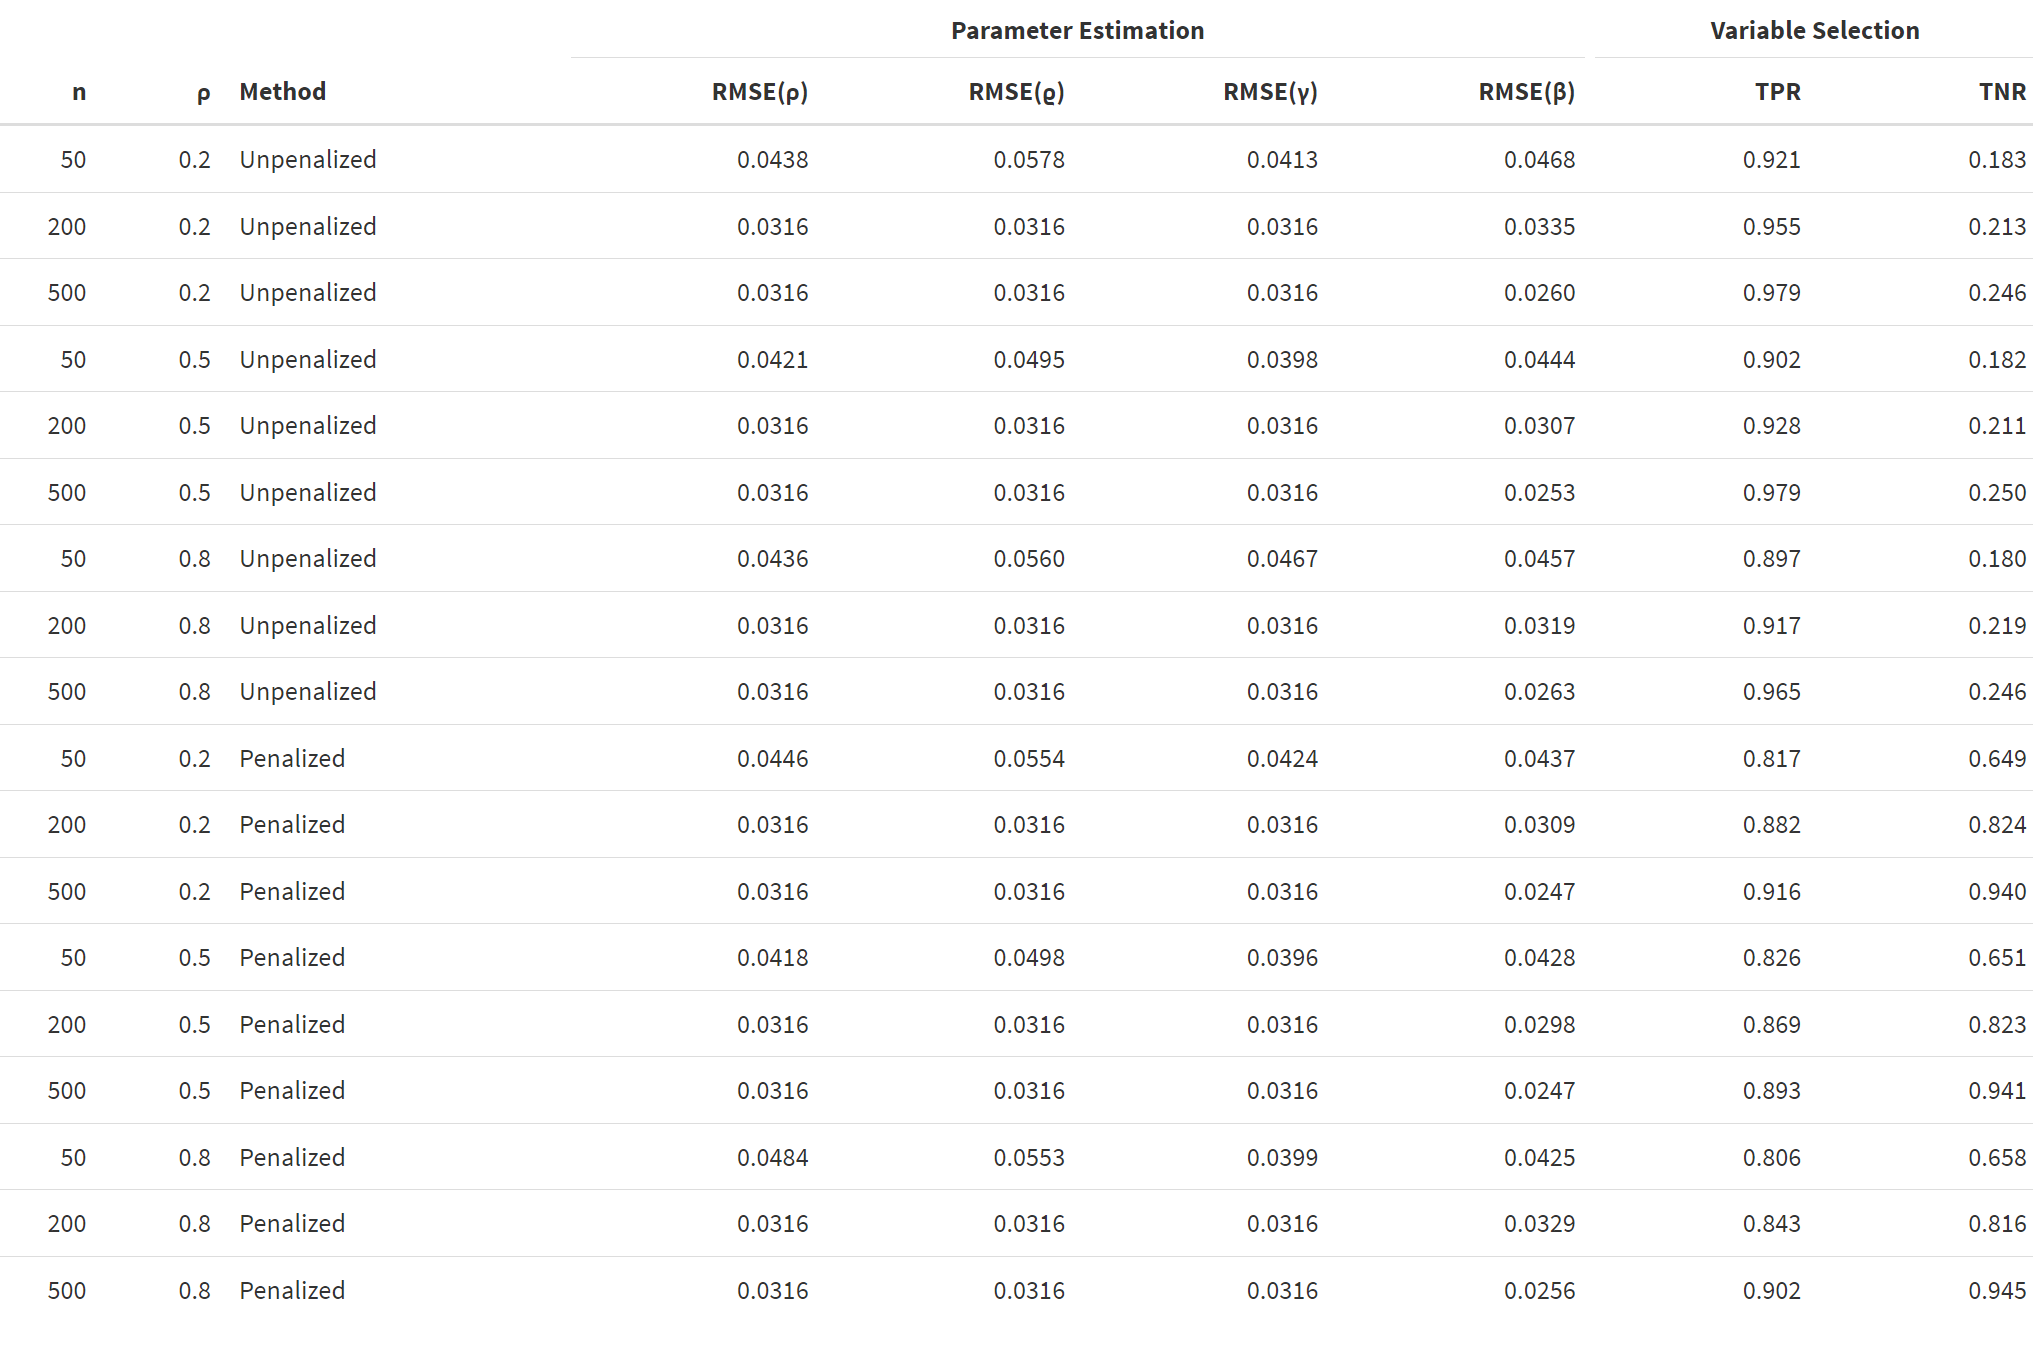 Parameter Estimation Variable Selection
n ρ Method RMSE(ρ) RMSE(ϱ) RMSE(γ) RMSE(β) TPR TNR
50 0.2 Unpenalized 0.0438 0.0578 0.0413 0.0468 0.921 0.183
200 0.2 Unpenalized 0.0316 0.0316 0.0316 0.0335 0.955 0.213
500 0.2 Unpenalized 0.0316 0.0316 0.0316 0.0260 0.979 0.246
50 0.5 Unpenalized 0.0421 0.0495 0.0398 0.0444 0.902 0.182
200 0.5 Unpenalized 0.0316 0.0316 0.0316 0.0307 0.928 0.211
500 0.5 Unpenalized 0.0316 0.0316 0.0316 0.0253 0.979 0.250
50 0.8 Unpenalized 0.0436 0.0560 0.0467 0.0457 0.897 0.180
200 0.8 Unpenalized 0.0316 0.0316 0.0316 0.0319 0.917 0.219
500 0.8 Unpenalized 0.0316 0.0316 0.0316 0.0263 0.965 0.246
50 0.2 Penalized 0.0446 0.0554 0.0424 0.0437 0.817 0.649
200 0.2 Penalized 0.0316 0.0316 0.0316 0.0309 0.882 0.824
500 0.2 Penalized 0.0316 0.0316 0.0316 0.0247 0.916 0.940
50 0.5 Penalized 0.0418 0.0498 0.0396 0.0428 0.826 0.651
200 0.5 Penalized 0.0316 0.0316 0.0316 0.0298 0.869 0.823
500 0.5 Penalized 0.0316 0.0316 0.0316 0.0247 0.893 0.941
50 0.8 Penalized 0.0484 0.0553 0.0399 0.0425 0.806 0.658
200 0.8 Penalized 0.0316 0.0316 0.0316 0.0329 0.843 0.816
500 0.8 Penalized 0.0316 0.0316 0.0316 0.0256 0.902 0.945